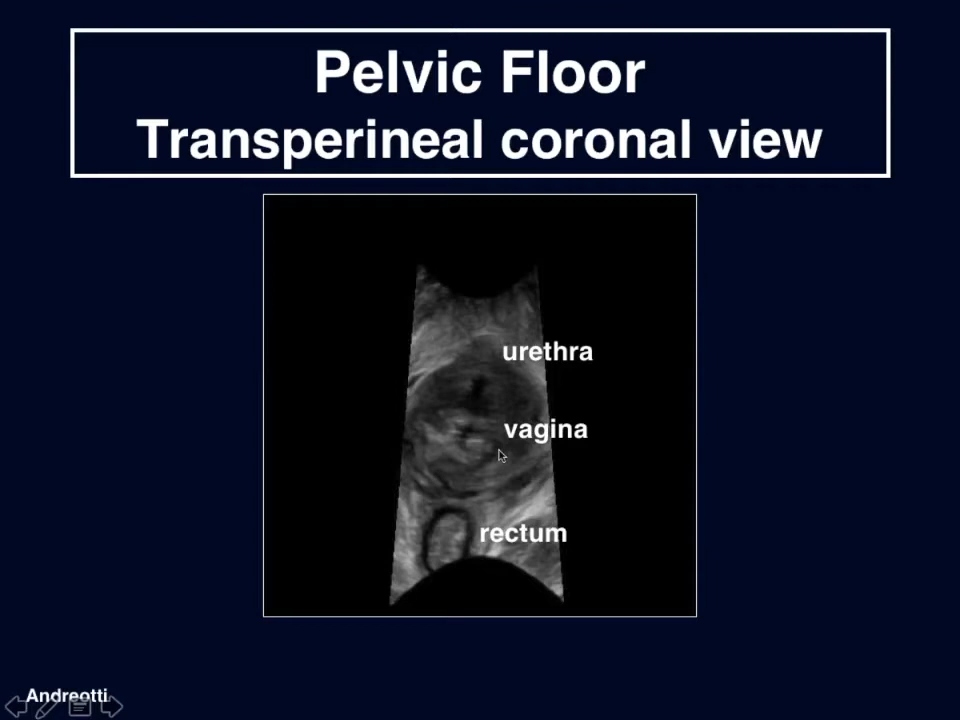 Pelvic Floor
Transperineal coronal view
urethra
vagina
rectum
Andreotti